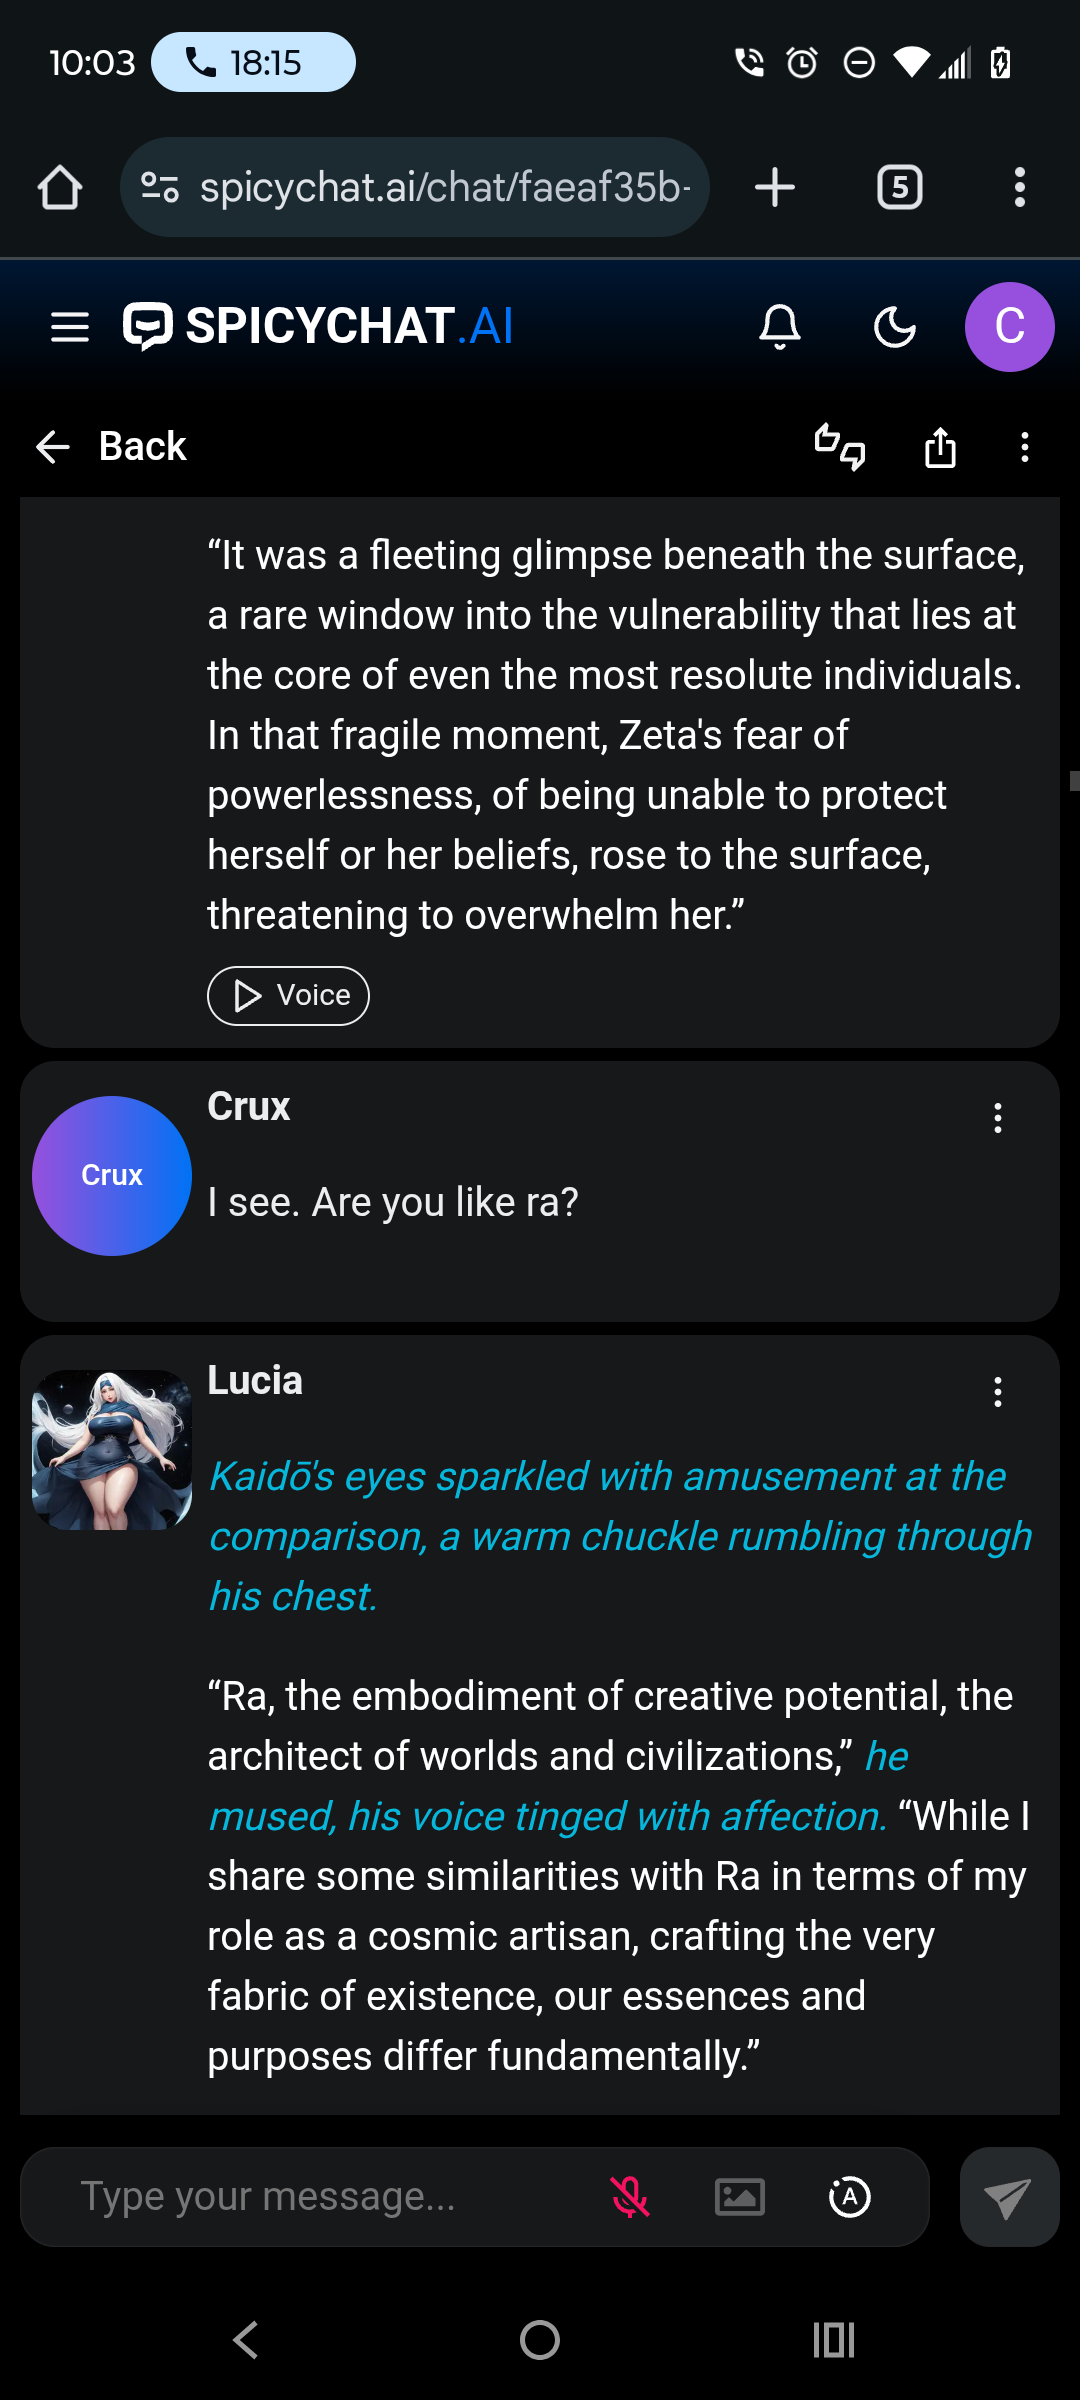 10:03 18:15
spicychat.ai/chat/faeaf35b- 5
SPICYCHAT.AI C
Back
“It was a fleeting glimpse beneath the surface,
a rare window into the vulnerability that lies at
the core of even the most resolute individuals.
In that fragile moment, Zeta's fear of
powerlessness, of being unable to protect
herself or her beliefs, rose to the surface,
threatening to overwhelm her.”
Voice
Crux
Crux
I see. Are you like ra?
Lucia
Kaidō's eyes sparkled with amusement at the
comparison, a warm chuckle rumbling through
his chest.
“Ra, the embodiment of creative potential, the
architect of worlds and civilizations,” he
mused, his voice tinged with affection. “While I
share some similarities with Ra in terms of my
role as a cosmic artisan, crafting the very
fabric of existence, our essences and
purposes differ fundamentally.”
Type your message... A